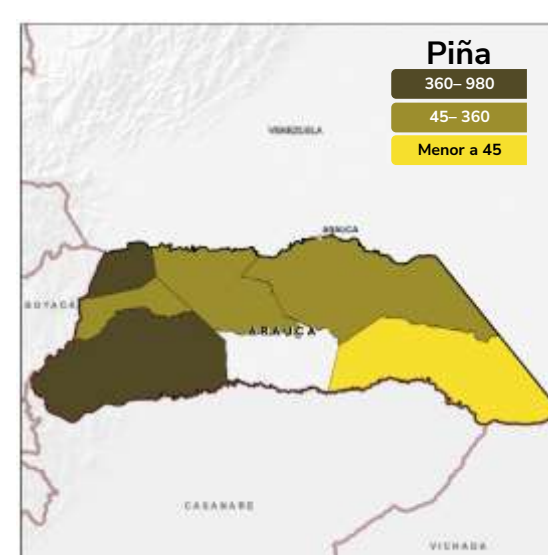 Piña
360– 980
45– 360
Menor a 45
VENEZUELA
ARAUCA
BOYACÁ
ARAUCA
CASANARE
VICHADA